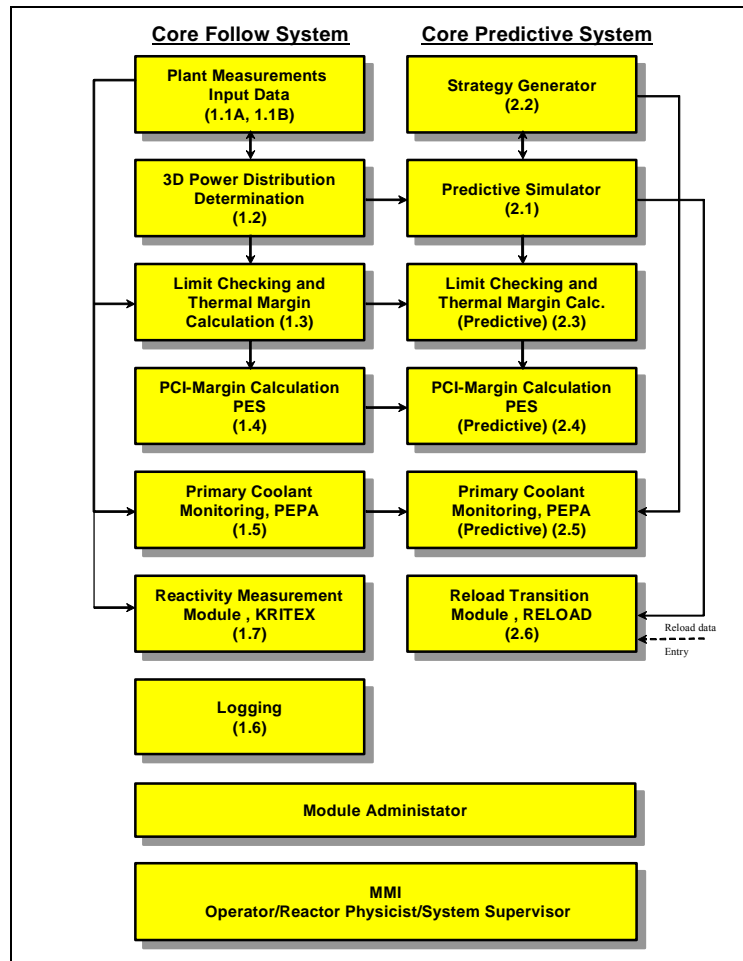 Core Follow System
Core Predictive System
Plant Measurements
Input Data
(1.1A, 1.1B)
Strategy Generator
(2.2)
3D Power Distribution
Determination
(1.2)
Predictive Simulator
(2.1)
Limit Checking and
Thermal Margin
Calculation (1.3)
Limit Checking and
Thermal Margin Calc.
(Predictive) (2.3)
PCI-Margin Calculation
PES
(1.4)
PCI-Margin Calculation
PES
(Predictive) (2.4)
Primary Coolant
Monitoring, PEPA
(1.5)
Primary Coolant
Monitoring, PEPA
(Predictive) (2.5)
Reactivity Measurement
Module , KRITEX
(1.7)
Reload Transition
Module , RELOAD
(2.6)
Reload data
Entry
Logging
(1.6)
Module Administator
MMI
Operator/Reactor Physicist/System Supervisor